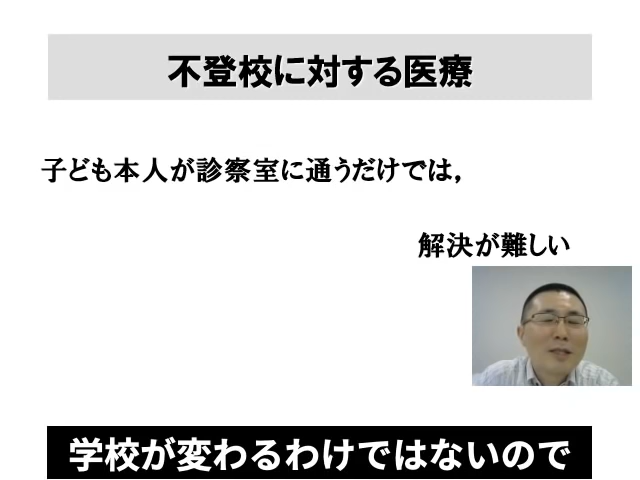 不登校に対する医療
子ども本人が診察室に通うだけでは，
解決が難しい
学校が変わるわけではないので